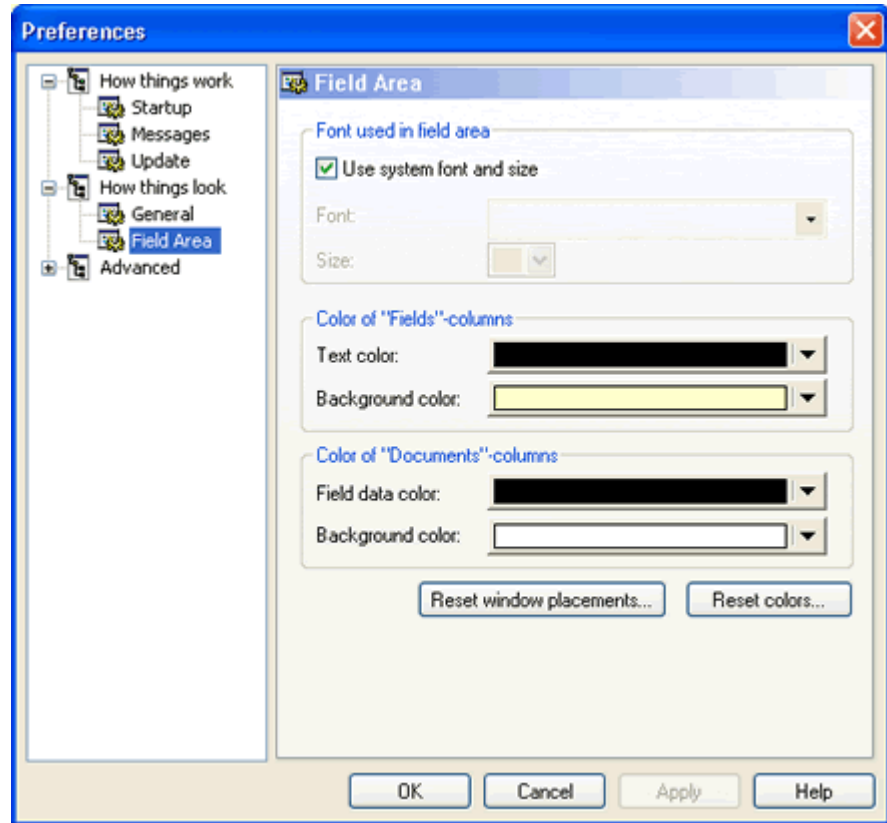 Preferences
How things work
Startup
Messages
Update
How things look
General
Field Area
Advanced
Field Area
Font used in field area
Use system font and size
Font:
Size:
Color of "Fields"-columns
Text color:
Background color:
Color of "Documents"-columns
Field data color:
Background color:
Reset window placements... Reset colors...
OK Cancel Apply Help